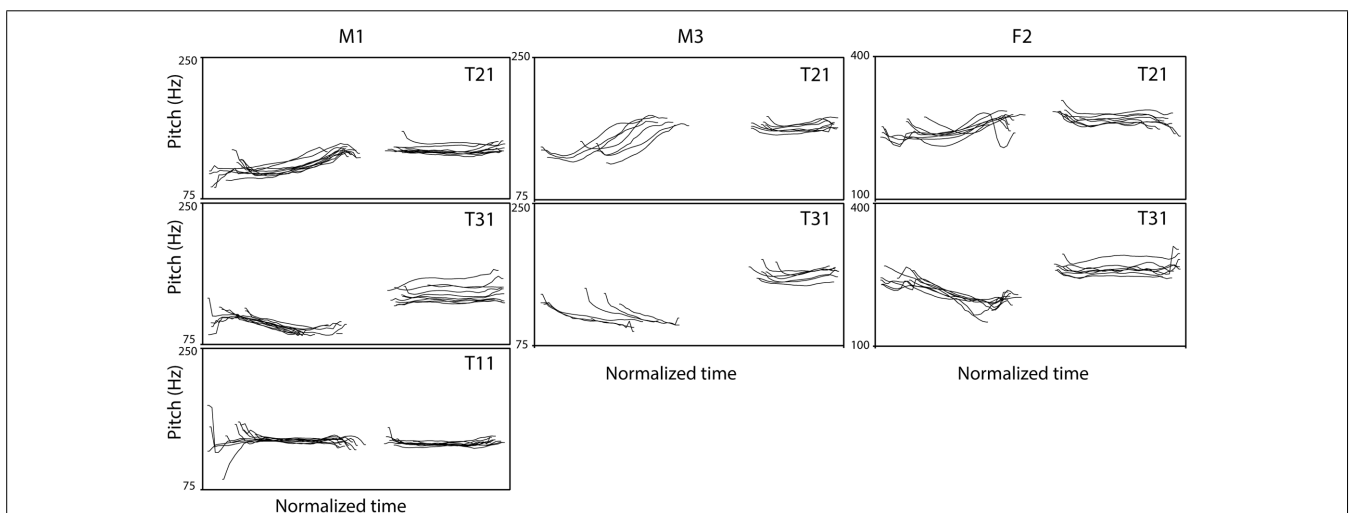 M1 M3 F2
Pitch (Hz) 250 T21 75
250 T21 75
400 T21 100
Pitch (Hz) 250 T31 75
250 T31 75
400 T31 100
Pitch (Hz) 250 T11 75
Normalized time Normalized time
Normalized time